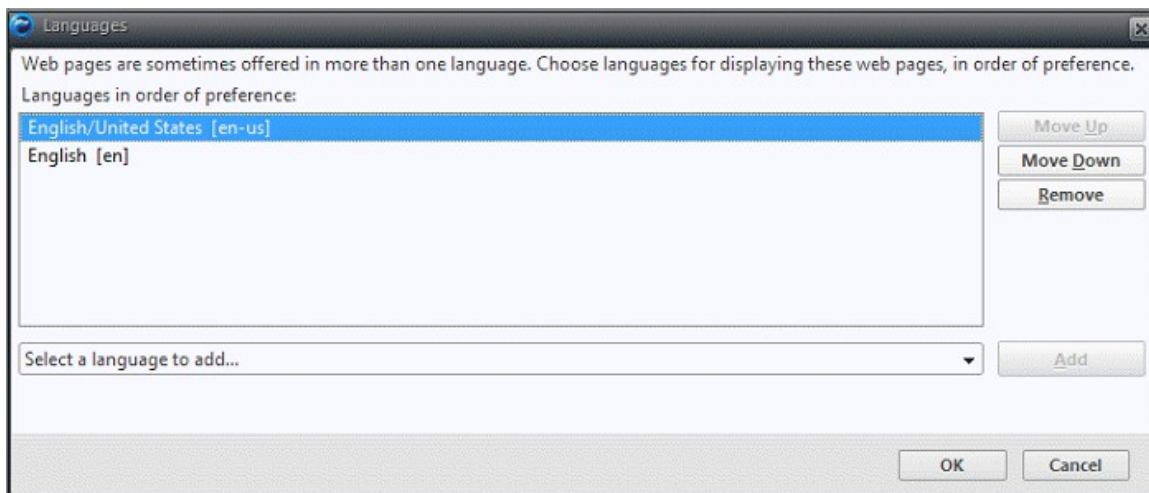 Languages
Web pages are sometimes offered in more than one language. Choose languages for displaying these web pages, in order of preference.
Languages in order of preference:
English/United States [en-us]
English [en]
Move Up
Move Down
Remove
Select a language to add...
Add
OK
Cancel